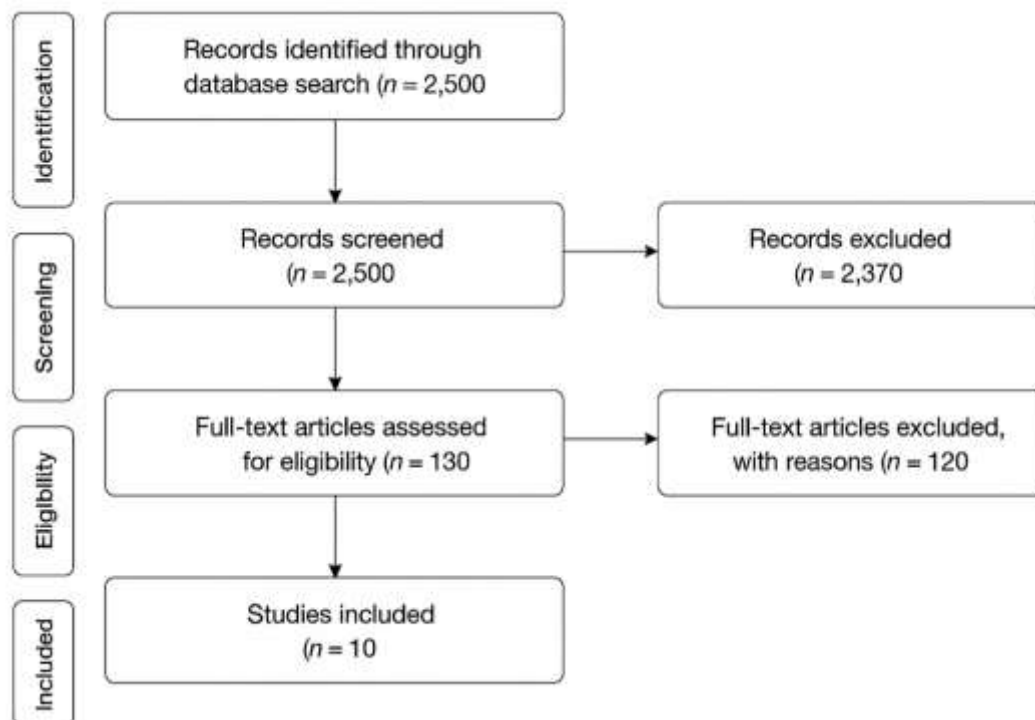 Identification
Records identified through
database search (n = 2,500
Screening
Records screened
(n = 2,500
Records excluded
(n = 2,370
Eligibility
Full-text articles assessed
for eligibility (n = 130
Full-text articles excluded,
with reasons (n = 120
Included
Studies included
(n = 10